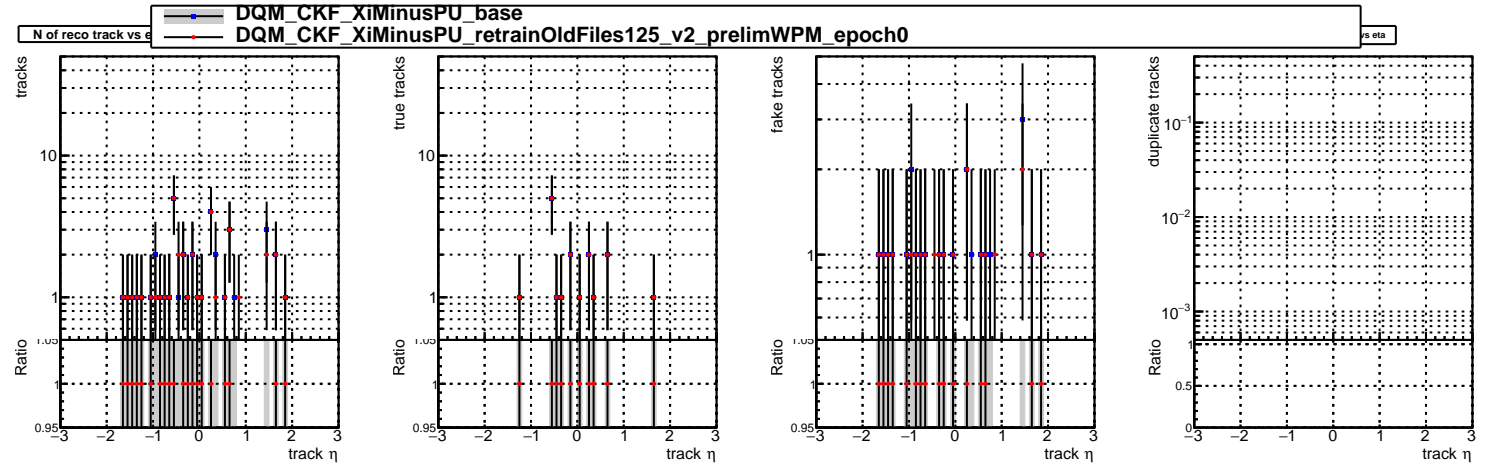 DQM_CKF_XiMinusPU_base
DQM_CKF_XiMinusPU_retrainOldFiles125_v2_prelimWPM_epoch0
N of reco track vs e
vs eta
tracks
10
1
1.05
Ratio
1
0.95
−3 −2 −1 0 1 2 3
track η
true tracks
10
1
Ratio
1
0.95
−3 −2 −1 0 1 2 3
track η
fake tracks
1
1.05
Ratio
1
0.95
−3 −2 −1 0 1 2 3
track η
duplicate tracks
10−1
10−2
10−3
Ratio
1
0.5
0
−3 −2 −1 0 1 2 3
track η